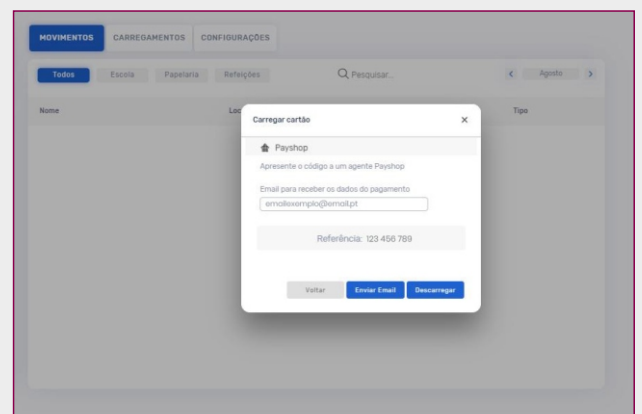 MOVIMENTOS CARREGAMENTOS CONFIGURAÇÕES
Todos Escola Papelaria Refeições Pesquisar... < Agosto >
Nome Loc Tipo
Carregar cartão ×
Payshop
Apresente o código a um agente Payshop
Email para receber os dados do pagamento
emailexemplo@email.pt
Referência: 123 456 789
Voltar Enviar Email Descarregar